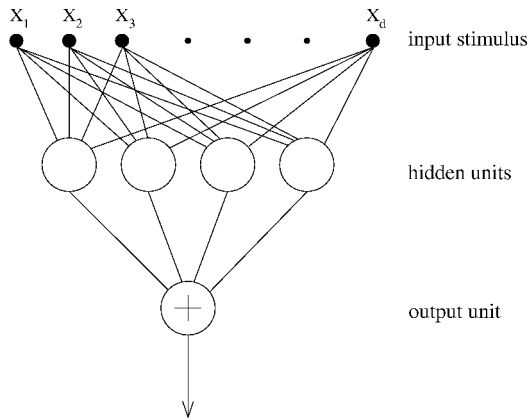 X1 X2 X3 . . . Xd input stimulus
hidden units
+ output unit